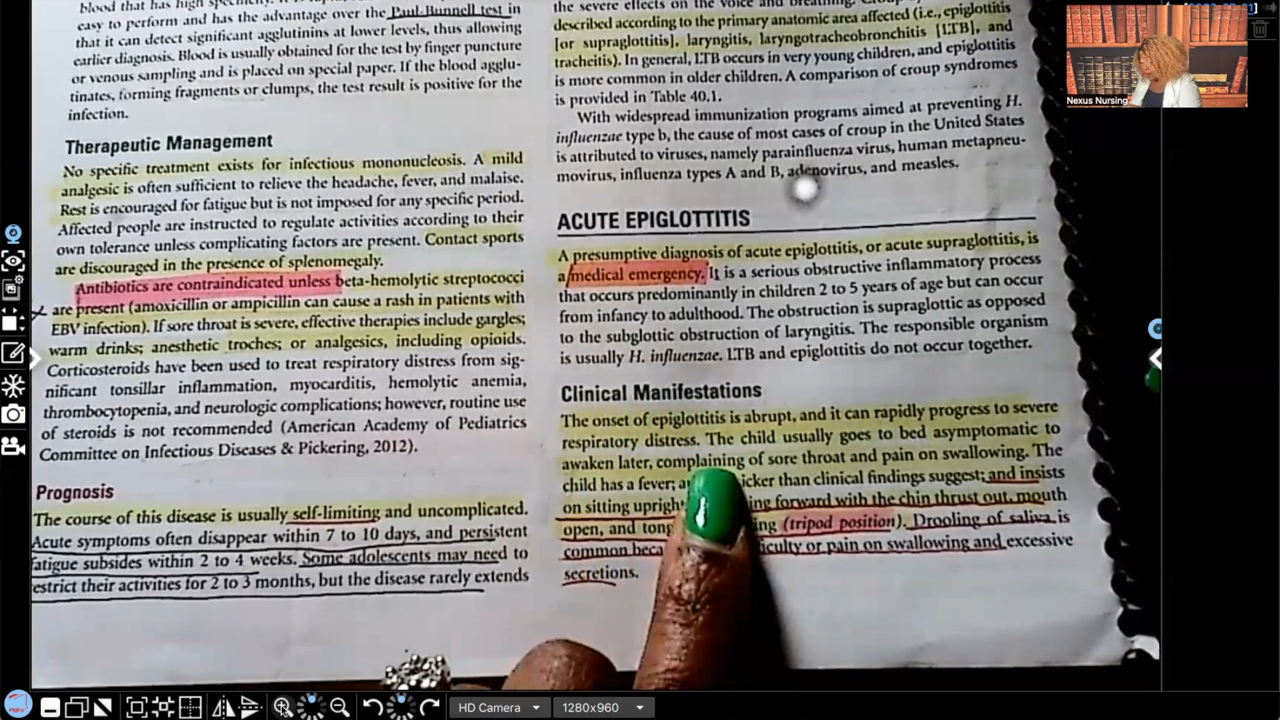 blood that has high
easy to perform and has the advantage over the Paul-Bunnell test in
that it can detect significant agglutinins at lower levels, thus allowing
earlier diagnosis. Blood is usually obtained for the test by finger puncture
or venous sampling and is placed on special paper. If the blood agglu-
tinates, forming fragments or clumps, the test result is positive for the
infection.
Therapeutic Management
No specific treatment exists for infectious mononucleosis. A mild
analgesic is often sufficient to relieve the headache, fever, and malaise.
Rest is encouraged for fatigue but is not imposed for any specific period.
Affected people are instructed to regulate activities according to their
own tolerance unless complicating factors are present. Contact sports
are discouraged in the presence of splenomegaly.
Antibiotics are contraindicated unless beta-hemolytic streptococci
are present (amoxicillin or ampicillin can cause a rash in patients with
EBV infection). If sore throat is severe, effective therapies include gargles;
warm drinks; anesthetic troches; or analgesics, including opioids.
Corticosteroids have been used to treat respiratory distress from sig-
nificant tonsillar inflammation, myocarditis, hemolytic anemia,
thrombocytopenia, and neurologic complications; however, routine use
of steroids is not recommended (American Academy of Pediatrics
Committee on Infectious Diseases & Pickering, 2012).
Prognosis
The course of this disease is usually self-limiting and uncomplicated.
Acute symptoms often disappear within 7 to 10 days, and persistent
fatigue subsides within 2 to 4 weeks. Some adolescents may need to
estrict their activities for 2 to 3 months, but the disease rarely extends
the severe effects on the voice and breathing.
described according to the primary anatomic area affected (i.e., epiglottitis
[or supraglottitis], laryngitis, laryngotracheobronchitis [LTB], and
tracheitis). In general, LTB occurs in very young children, and epiglottitis
is more common in older children. A comparison of croup syndromes
is provided in Table 40.1.
With widespread immunization programs aimed at preventing H.
influenzae type b, the cause of most cases of croup in the United States
is attributed to viruses, namely parainfluenza virus, human metapneu-
movirus, influenza types A and B, adenovirus, and measles.
ACUTE EPIGLOTTITIS
A presumptive diagnosis of acute epiglottitis, or acute supraglottitis, is
a medical emergency. It is a serious obstructive inflammatory process
that occurs predominantly in children 2 to 5 years of age but can occur
from infancy to adulthood. The obstruction is supraglottic as opposed
to the subglottic obstruction of laryngitis. The responsible organism
is usually H. influenzae. LTB and epiglottitis do not occur together.
Clinical Manifestations
The onset of epiglottitis is abrupt, and it can rapidly progress to severe
respiratory distress. The child usually goes to bed asymptomatic to
awaken later, complaining of sore throat and pain on swallowing. The
child has a fever; icker than clinical findings suggest; and insists
on sitting upright ing forward with the chin thrust out, mouth
open, and tong ing (tripod position). Drooling of saliva is
common beca iculty or pain on swallowing and excessive
secretions.
Nexus Nursing
HD Camera
1280x960